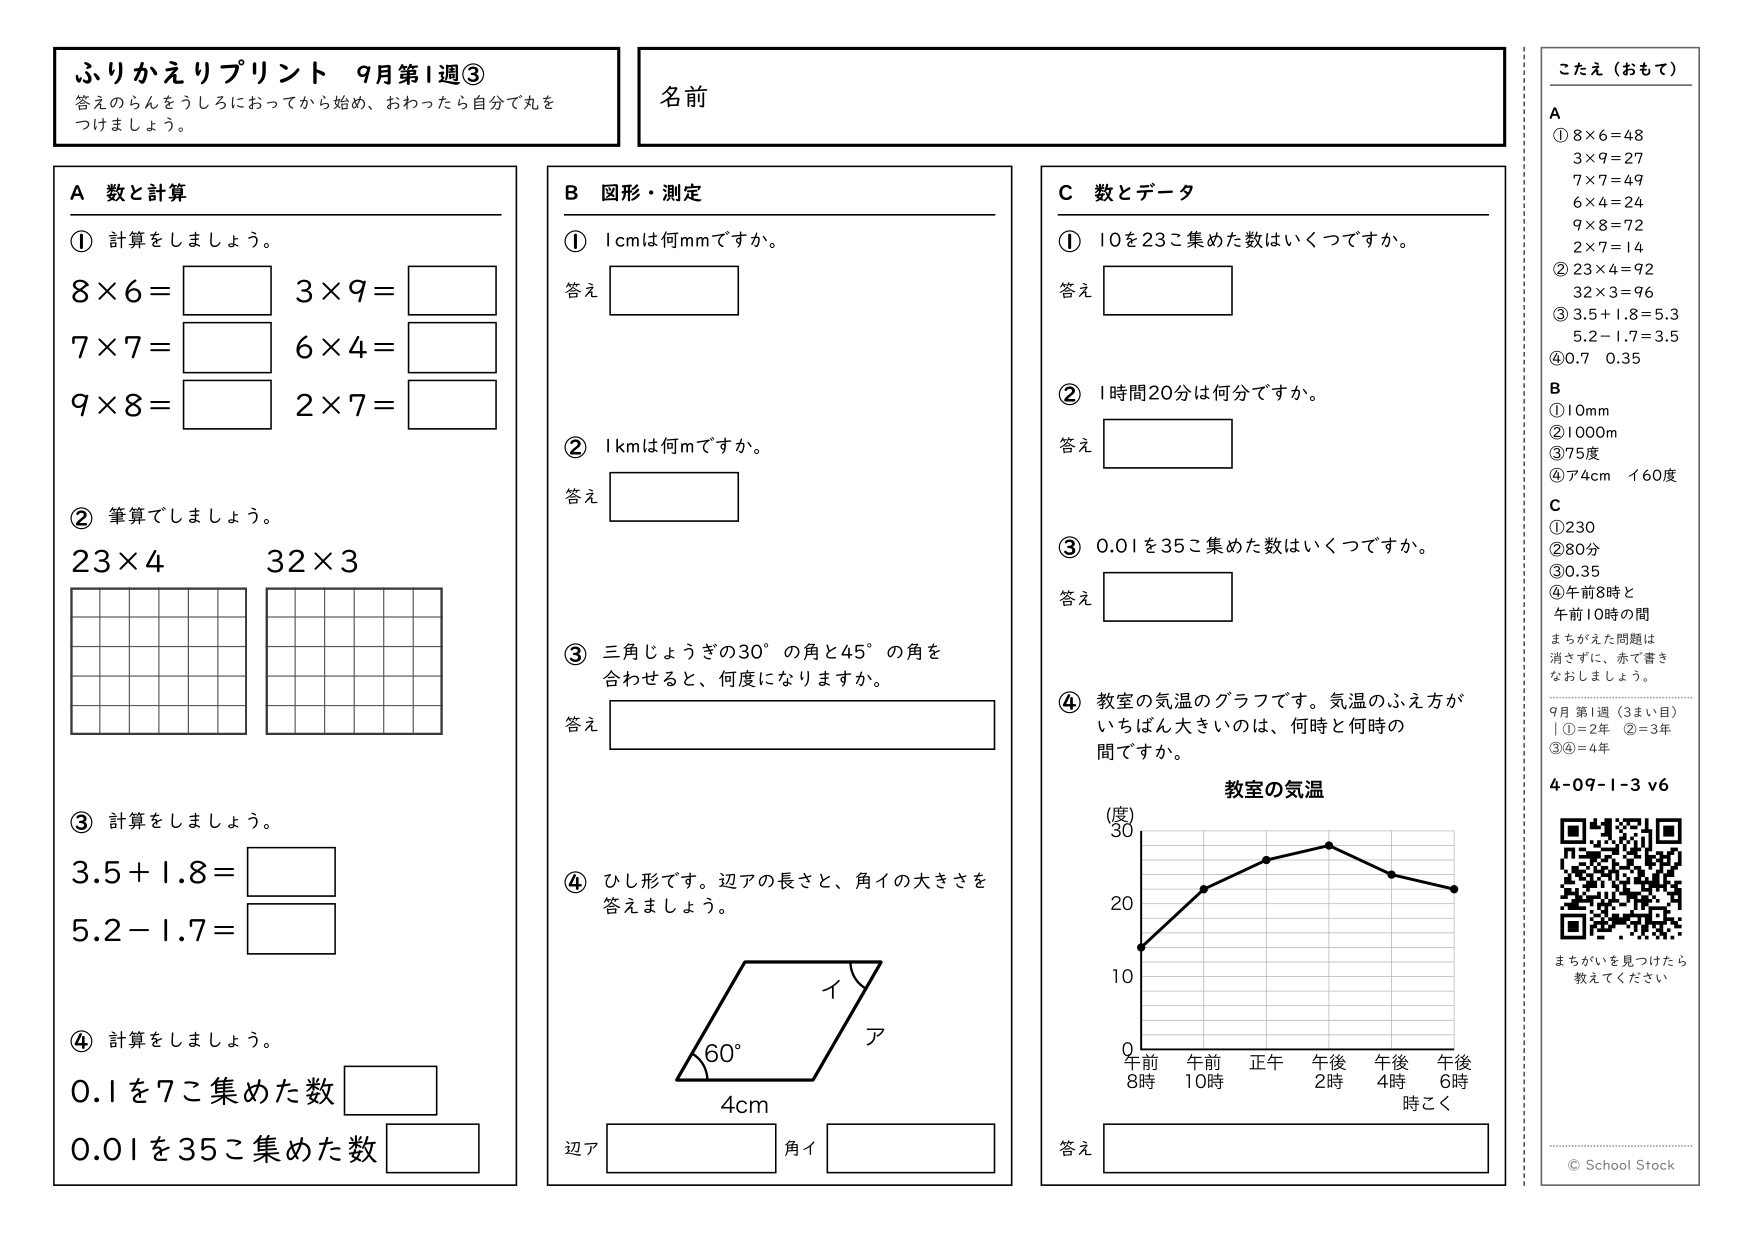 ふりかえりプリント　9月第1週③
答えのらんをうしろにおってから始め、おわったら自分で丸を
つけましょう。
名前
A　数と計算
① 計算をしましょう。
8×6＝　3×9＝
7×7＝　6×4＝
9×8＝　2×7＝
② 筆算でしましょう。
23×4　32×3
③ 計算をしましょう。
3.5＋1.8＝
5.2－1.7＝
④ 計算をしましょう。
0.1を7こ集めた数
0.01を35こ集めた数
B　図形・測定
① 1cmは何mmですか。
答え
② 1kmは何mですか。
答え
③ 三角じょうぎの30°の角と45°の角を
合わせると、何度になりますか。
答え
④ ひし形です。辺アの長さと、角イの大きさを
答えましょう。
イ
ア
60°
4cm
辺ア　角イ
C　数とデータ
① 10を23こ集めた数はいくつですか。
答え
② 1時間20分は何分ですか。
答え
③ 0.01を35こ集めた数はいくつですか。
答え
④ 教室の気温のグラフです。気温のふえ方が
いちばん大きいのは、何時と何時の
間ですか。
教室の気温
(度)
30
20
10
0
午前 午前 正午 午後 午後 午後
8時 10時 2時 4時 6時
時こく
答え
こたえ（おもて）
A
① 8×6＝48
3×9＝27
7×7＝49
6×4＝24
9×8＝72
2×7＝14
② 23×4＝92
32×3＝96
③ 3.5＋1.8＝5.3
5.2－1.7＝3.5
④0.7　0.35
B
①10mm
②1000m
③75度
④ア4cm　イ60度
C
①230
②80分
③0.35
④午前8時と
午前10時の間
まちがえた問題は
消さずに、赤で書き
なおしましょう。
9月 第1週（3まい目）
｜①＝2年　②＝3年
③④＝4年
4-09-1-3 v6
まちがいを見つけたら
教えてください
© School Stock